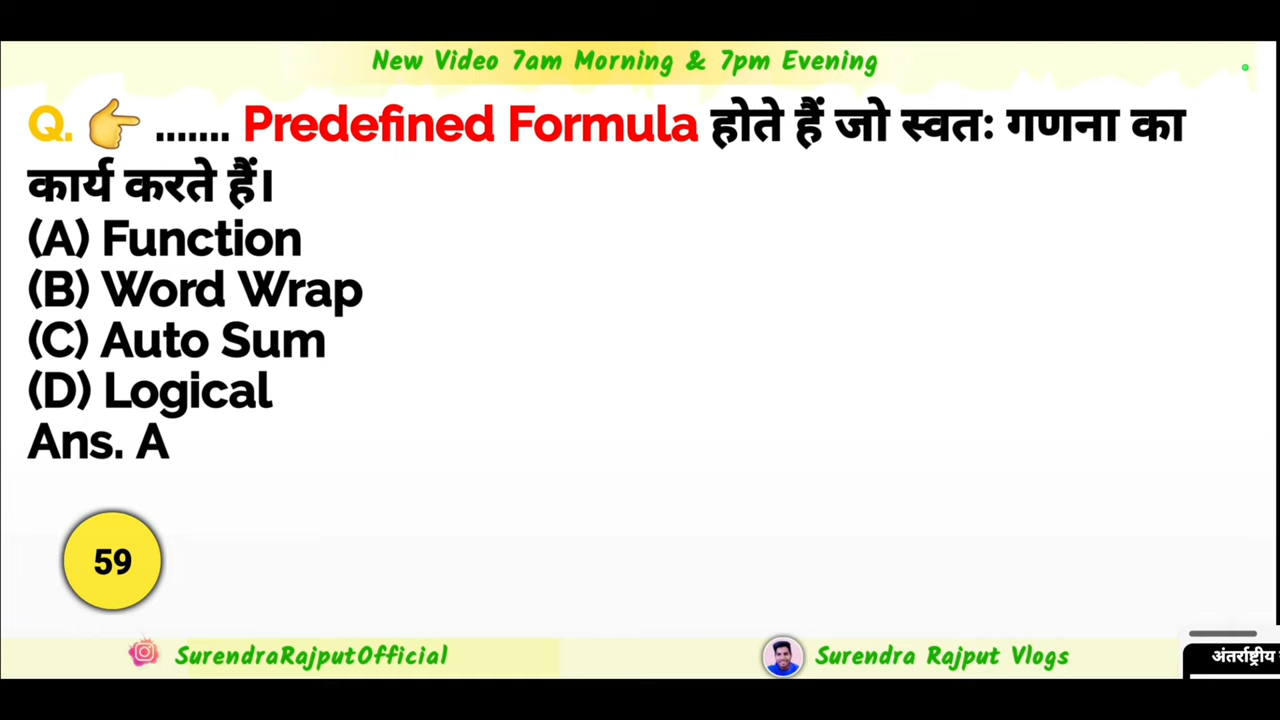 New Video 7am Morning & 7pm Evening
Q. 👉 ....... Predefined Formula होते हैं जो स्वतः गणना का
कार्य करते हैं।
(A) Function
(B) Word Wrap
(C) Auto Sum
(D) Logical
Ans. A
59
SurendraRajputOfficial
Surendra Rajput Vlogs
अंतर्राष्ट्रीय